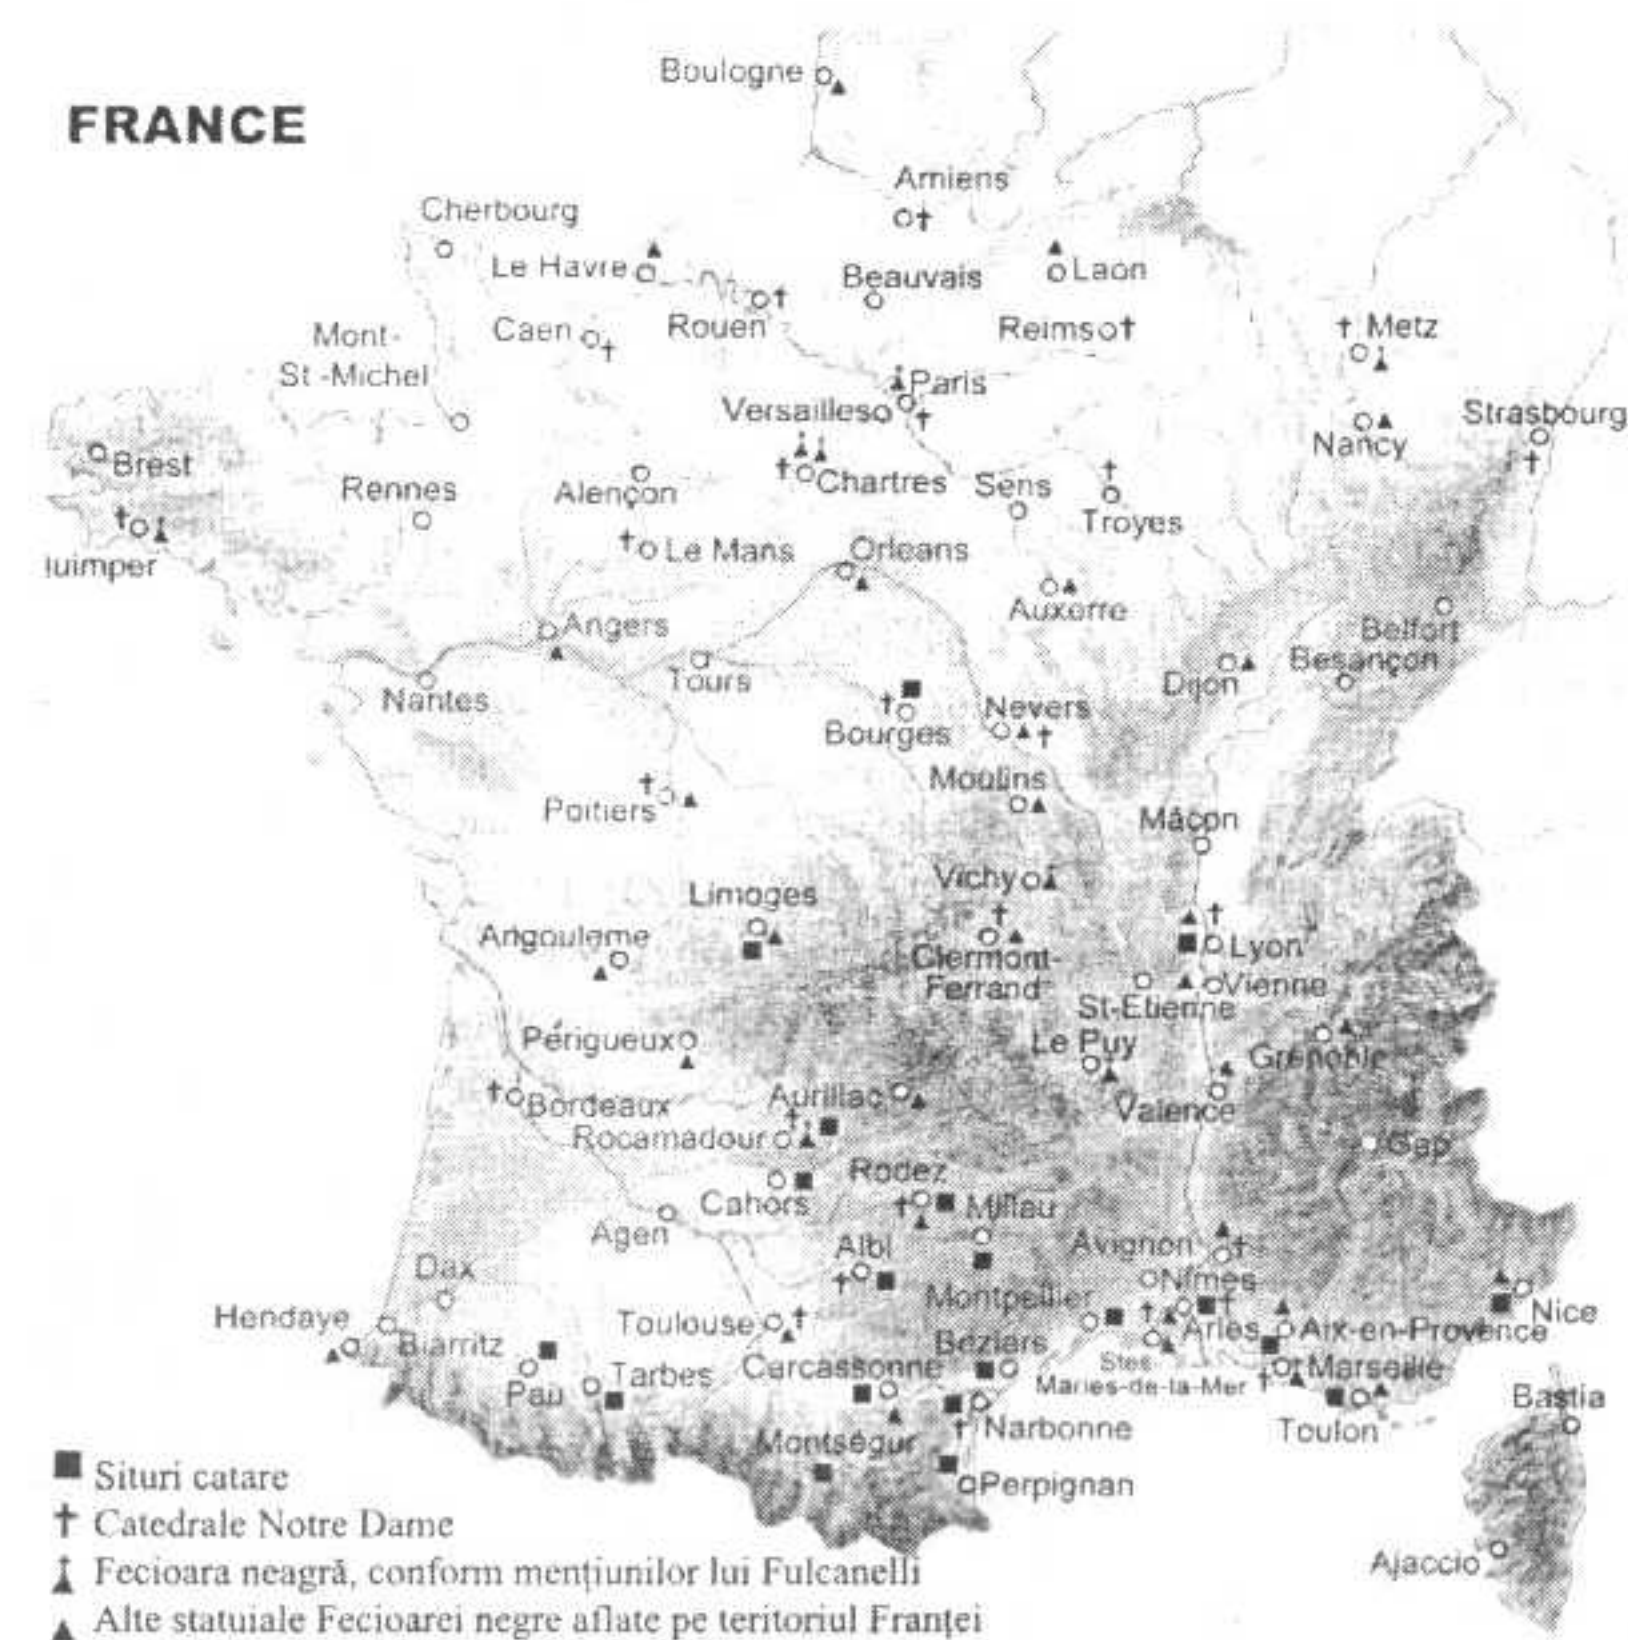 Boulogne
FRANCE
Amiens
Cherbourg
Le Havre
Beauvais
Laon
Rouen
Reims
Caen
Metz
Mont-
St-Michel
Paris
Versailles
Strasbourg
Nancy
Brest
Chartres
Sens
Rennes
Alençon
Troyes
Le Mans
Orleans
uimper
Auxerre
Angers
Belfort
Besançon
Tours
Dijon
Nantes
Nevers
Bourges
Moulins
Poitiers
Mâcon
Vichy
Limoges
Angouleme
Lyon
Clermont-
Ferrand
Vienne
St-Etienne
Périgueux
Le Puy
Grenoble
Aurillac
Bordeaux
Valence
Rocamadour
Gap
Rodez
Cahors
Millau
Agen
Albi
Avignon
Dax
Nîmes
Montpellier
Hendaye
Toulouse
Nice
Arles
Aix-en-Provence
Biarritz
Beziers
Stes-
Maries-de-la-Mer
Carcassonne
Marseille
Tarbes
Pau
Bastia
Narbonne
Toulon
Montségur
Perpignan
Situri catare
Catedrale Notre Dame
Ajaccio
Fecioara neagră, conform mențiunilor lui Fulcanelli
Alte statuiale Fecioarei negre aflate pe teritoriul Franței